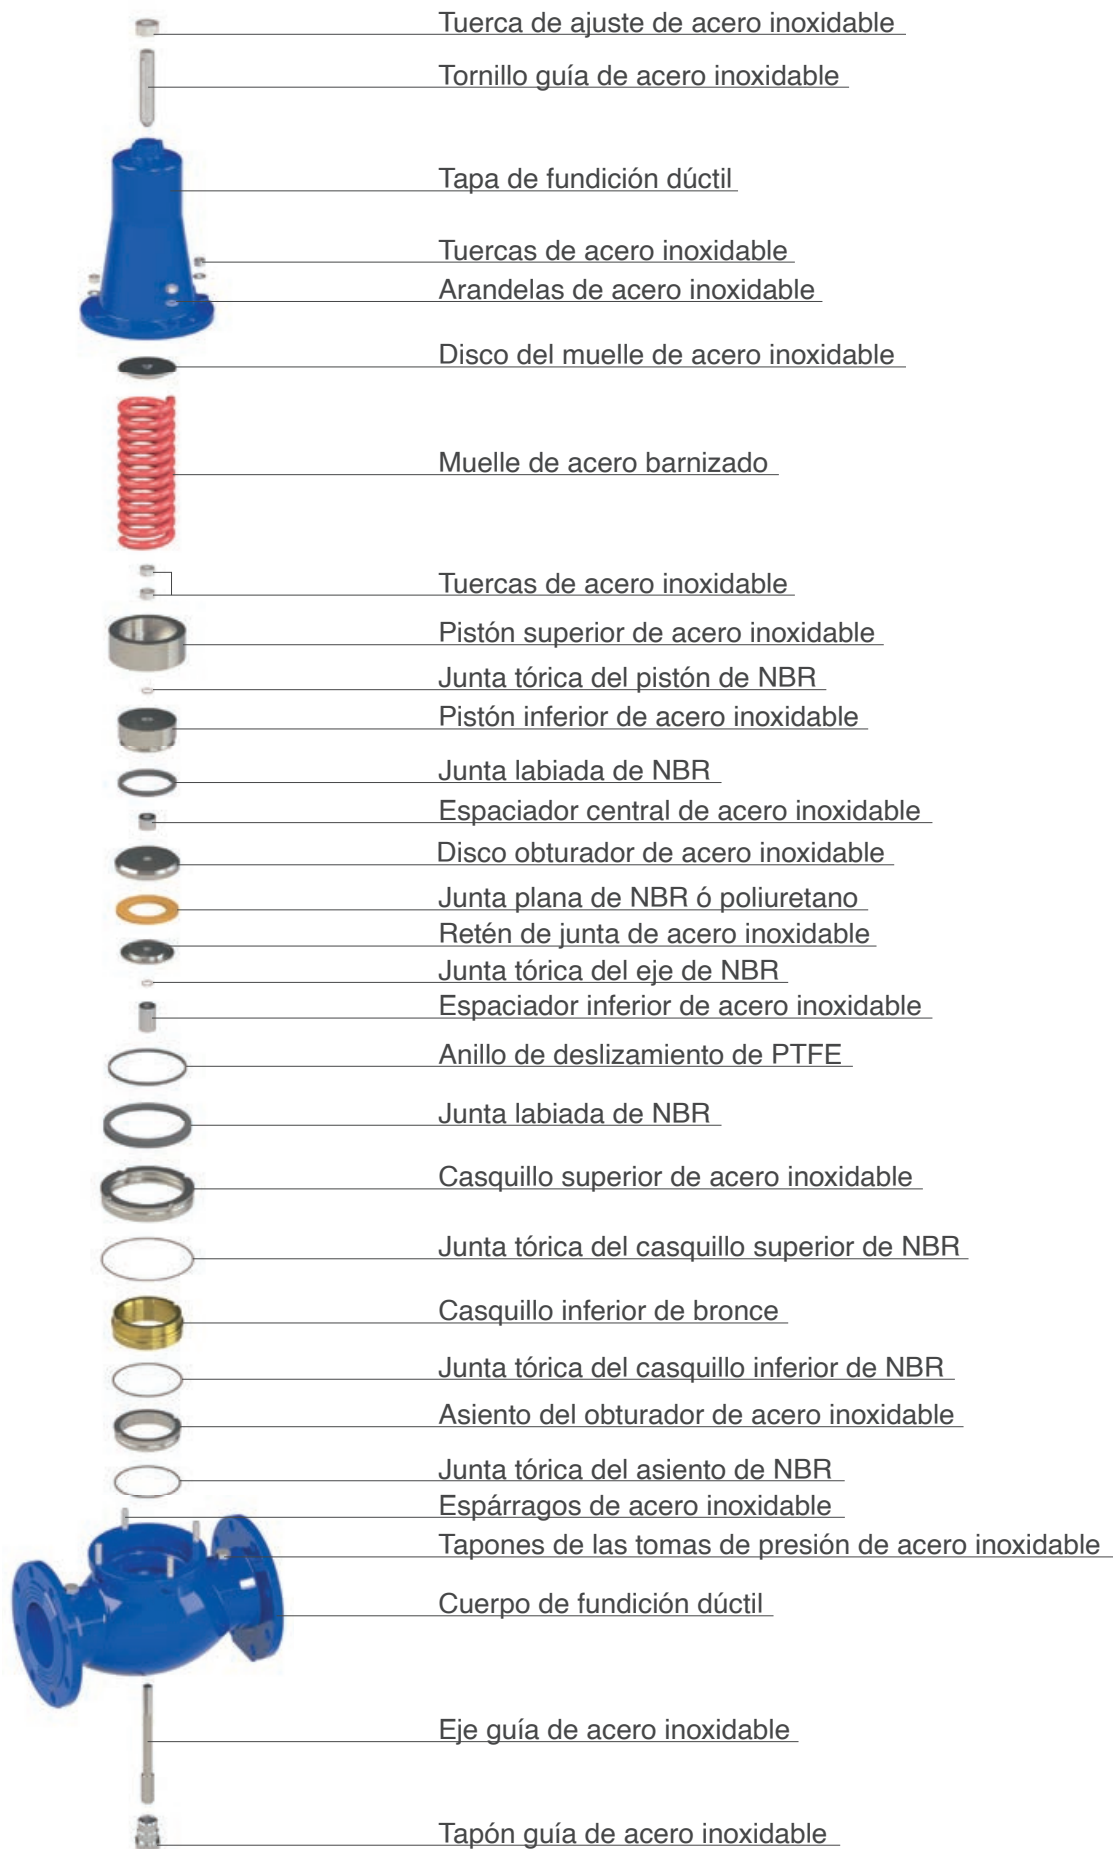 Tuerca de ajuste de acero inoxidable
Tornillo guía de acero inoxidable
Tapa de fundición dúctil
Tuercas de acero inoxidable
Arandelas de acero inoxidable
Disco del muelle de acero inoxidable
Muelle de acero barnizado
Tuercas de acero inoxidable
Pistón superior de acero inoxidable
Junta tórica del pistón de NBR
Pistón inferior de acero inoxidable
Junta labiada de NBR
Espaciador central de acero inoxidable
Disco obturador de acero inoxidable
Junta plana de NBR ó poliuretano
Retén de junta de acero inoxidable
Junta tórica del eje de NBR
Espaciador inferior de acero inoxidable
Anillo de deslizamiento de PTFE
Junta labiada de NBR
Casquillo superior de acero inoxidable
Junta tórica del casquillo superior de NBR
Casquillo inferior de bronce
Junta tórica del casquillo inferior de NBR
Asiento del obturador de acero inoxidable
Junta tórica del asiento de NBR
Espárragos de acero inoxidable
Tapones de las tomas de presión de acero inoxidable
Cuerpo de fundición dúctil
Eje guía de acero inoxidable
Tapón guía de acero inoxidable